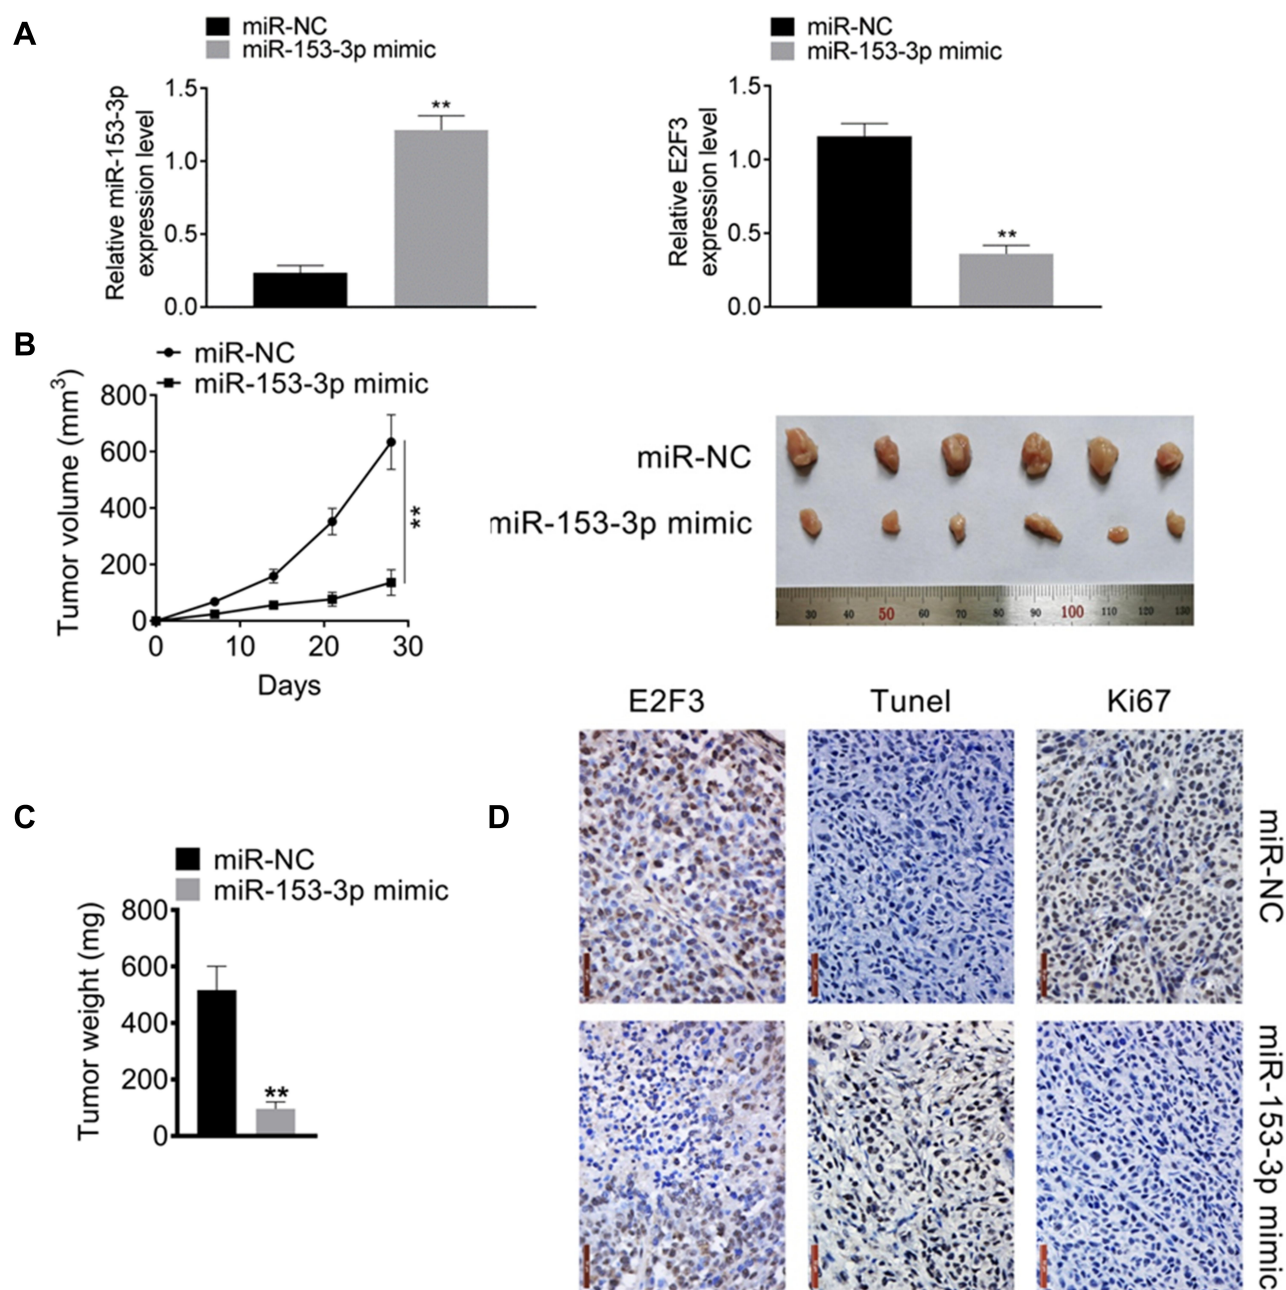 A
miR-NC
miR-153-3p mimic
Relative miR-153-3p
expression level
1.5
1.0
0.5
0.0
**
miR-NC
miR-153-3p mimic
Relative E2F3
expression level
1.5
1.0
0.5
0.0
**
B
miR-NC
miR-153-3p mimic
Tumor volume (mm3)
800
600
400
200
0
0 10 20 30
Days
**
miR-NC
miR-153-3p mimic
30 40 50 60 70 80 90 100 110 120 130
C
miR-NC
miR-153-3p mimic
Tumor weight (mg)
800
600
400
200
0
**
D
E2F3 Tunel Ki67
miR-NC
miR-153-3p mimic